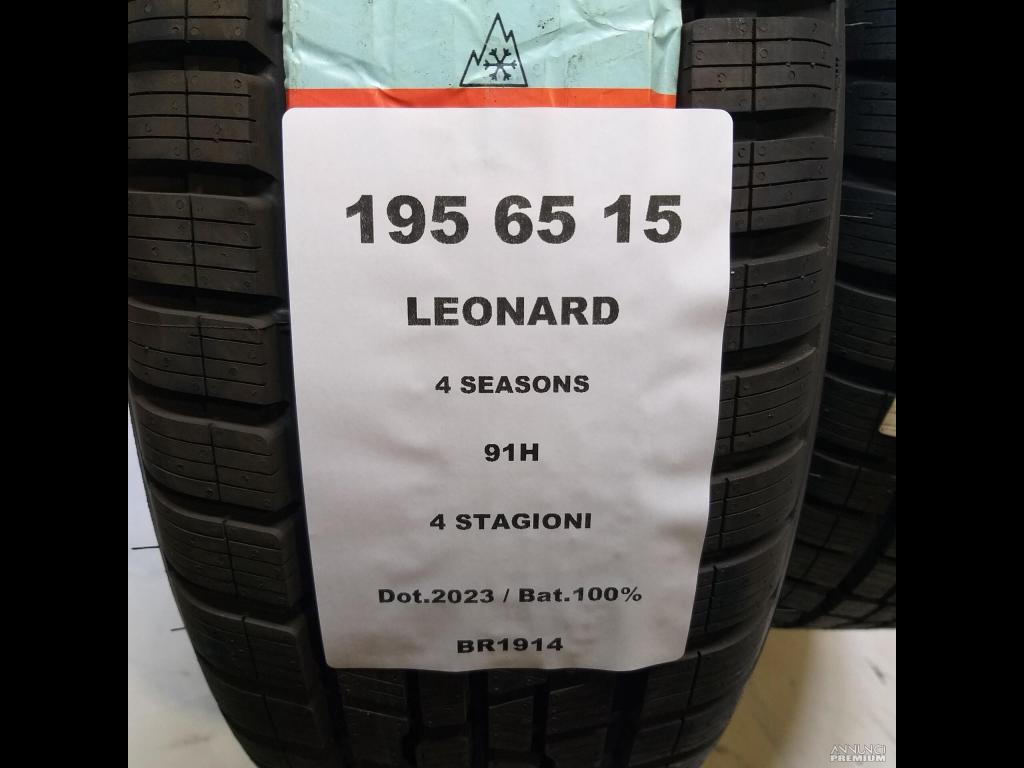 195 65 15
LEONARD
4 SEASONS
91H
4 STAGIONI
Dot.2023 / Bat.100%
BR1914
ANNUNCI
PREMIUM